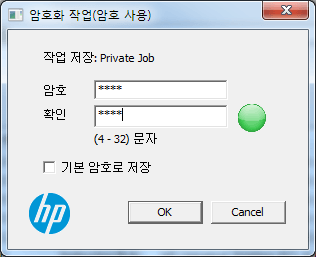 암호화 작업(암호 사용)
작업 저장: Private Job
암호 ****
확인 ****
(4 - 32) 문자
기본 암호로 저장
hp
OK Cancel